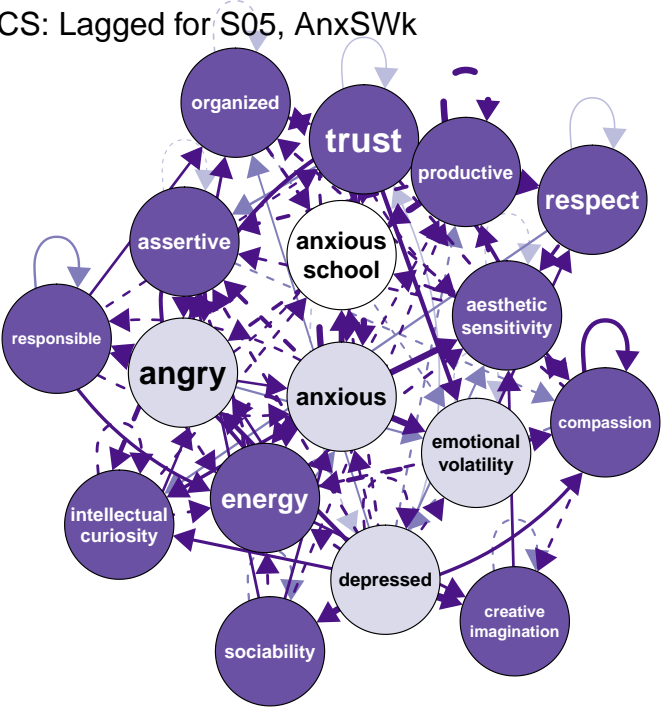 CS: Lagged for S05, AnxSWk
organized
trust
productive
respect
assertive
anxious
school
aesthetic
sensitivity
responsible
angry
anxious
compassion
emotional
volatility
energy
intellectual
curiosity
depressed
creative
imagination
sociability